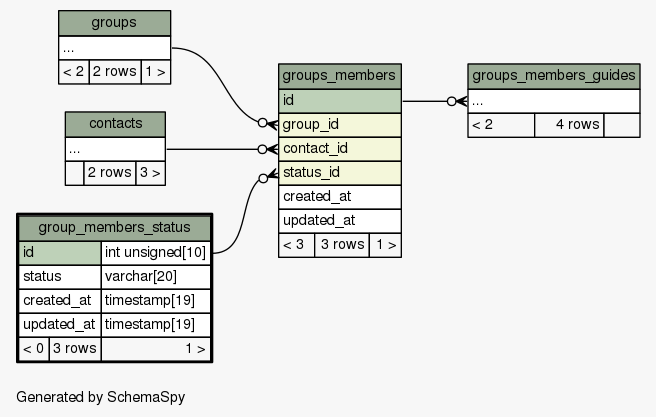 groups
...
< 2 2 rows 1 >
contacts
...
2 rows 3 >
group_members_status
id int unsigned[10]
status varchar[20]
created_at timestamp[19]
updated_at timestamp[19]
< 0 3 rows 1 >
groups_members
id
group_id
contact_id
status_id
created_at
updated_at
< 3 3 rows 1 >
groups_members_guides
...
< 2 4 rows
Generated by SchemaSpy